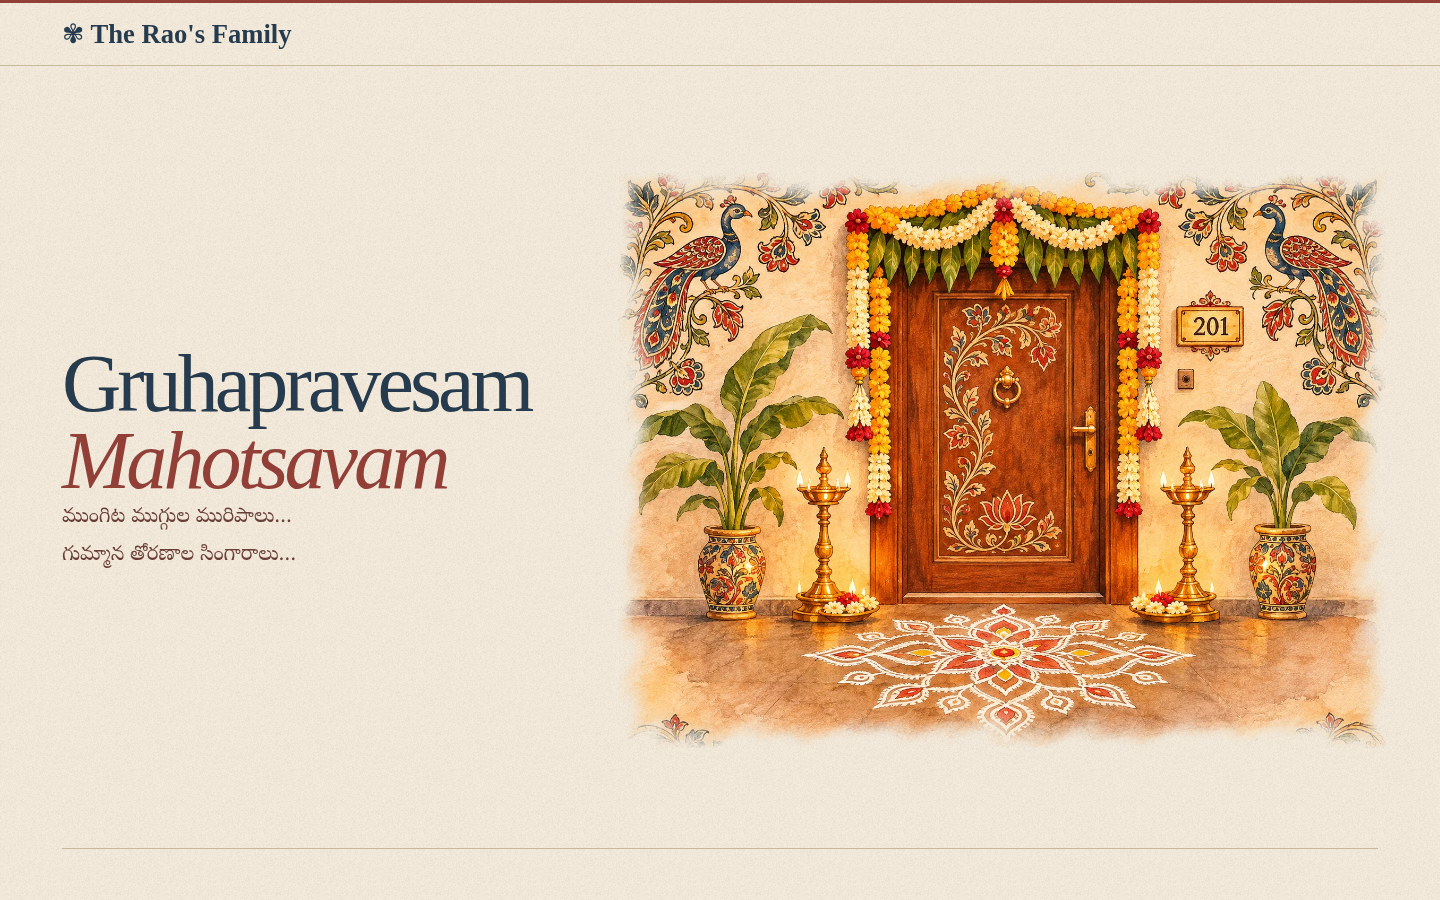 ✾ The Rao's Family
Gruhapravesam
Mahotsavam
ముంగిట ముగ్గుల మురిపాలు...
గుమ్మాన తోరణాల సింగారాలు...
201